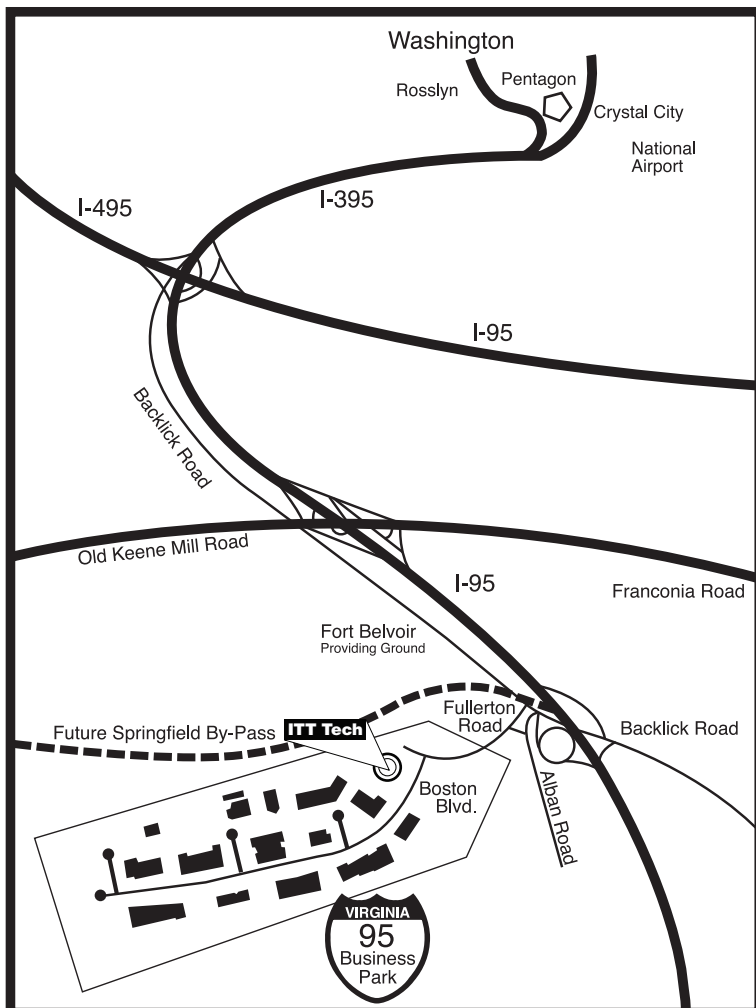 Washington
Rosslyn
Pentagon
Crystal City
National
Airport
I-495
I-395
I-95
Backlick Road
Old Keene Mill Road
I-95
Franconia Road
Fort Belvoir
Providing Ground
Future Springfield By-Pass
ITT Tech
Fullerton
Road
Backlick Road
Boston
Blvd.
Alban Road
VIRGINIA
95
Business
Park